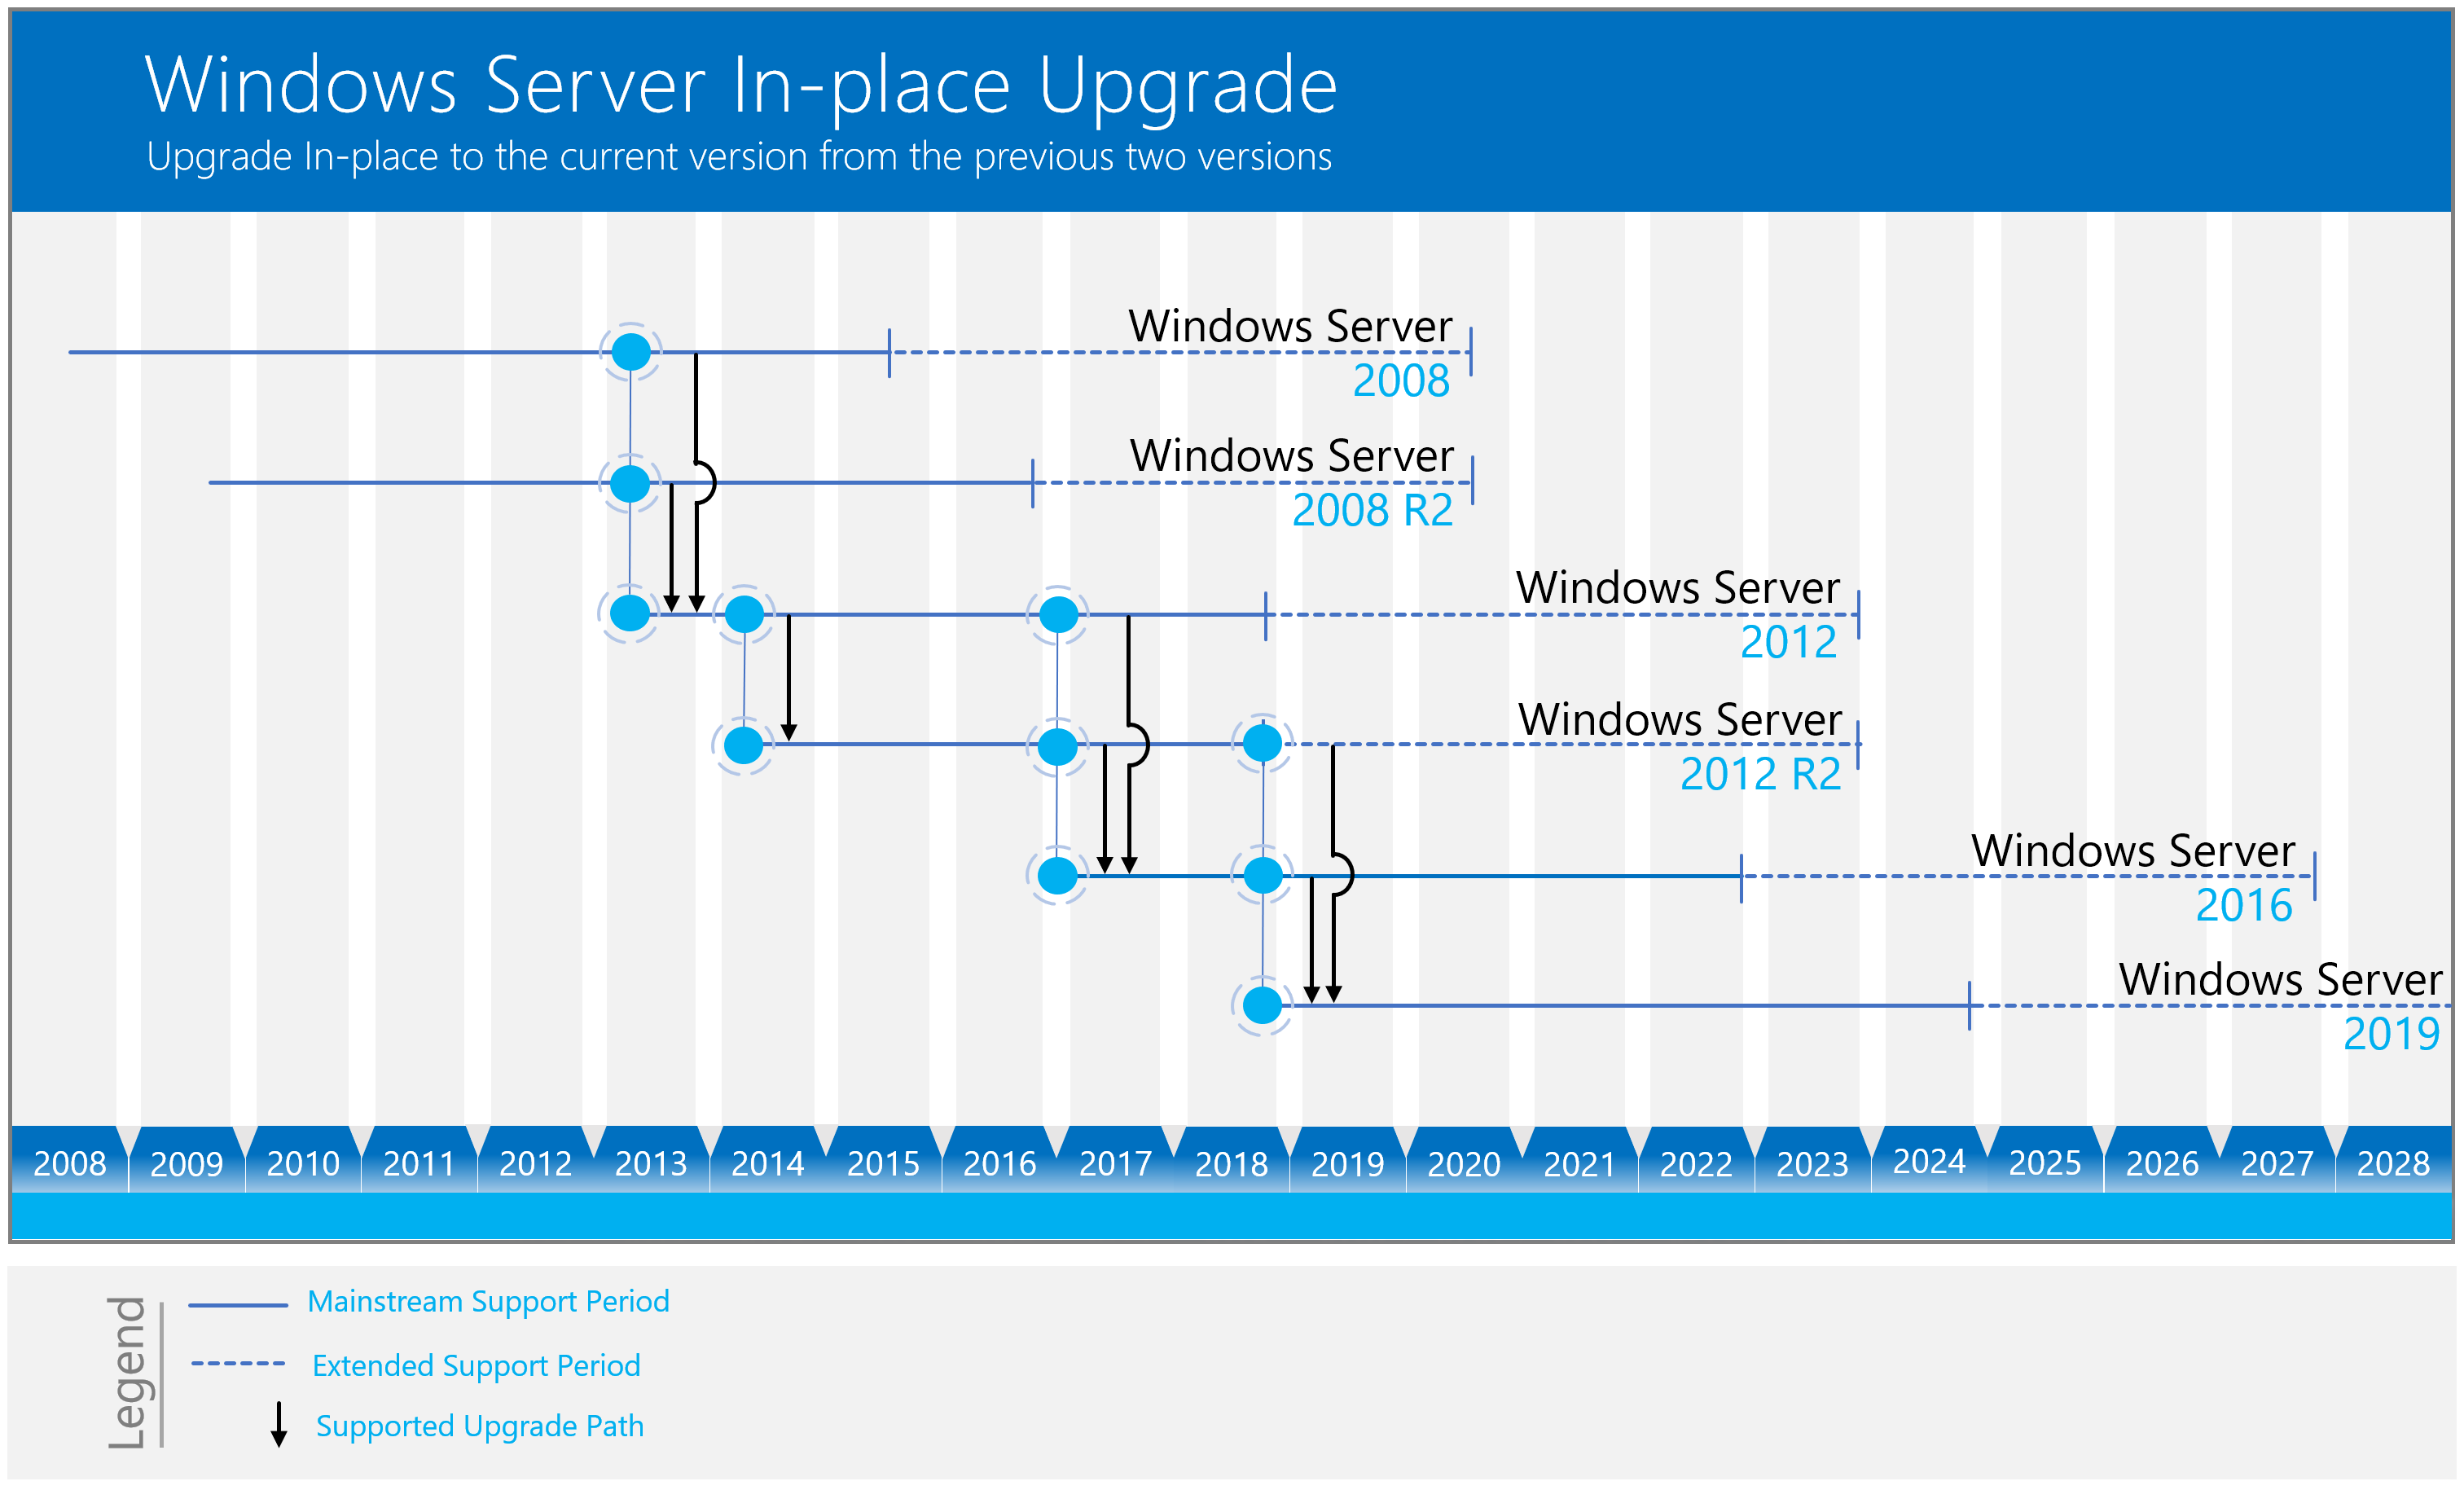 Windows Server In-place Upgrade
Upgrade In-place to the current version from the previous two versions
Windows Server
2008
Windows Server
2008 R2
Windows Server
2012
Windows Server
2012 R2
Windows Server
2016
Windows Server
2019
2008 2009 2010 2011 2012 2013 2014 2015 2016 2017 2018 2019 2020 2021 2022 2023 2024 2025 2026 2027 2028
Legend
Mainstream Support Period
Extended Support Period
Supported Upgrade Path